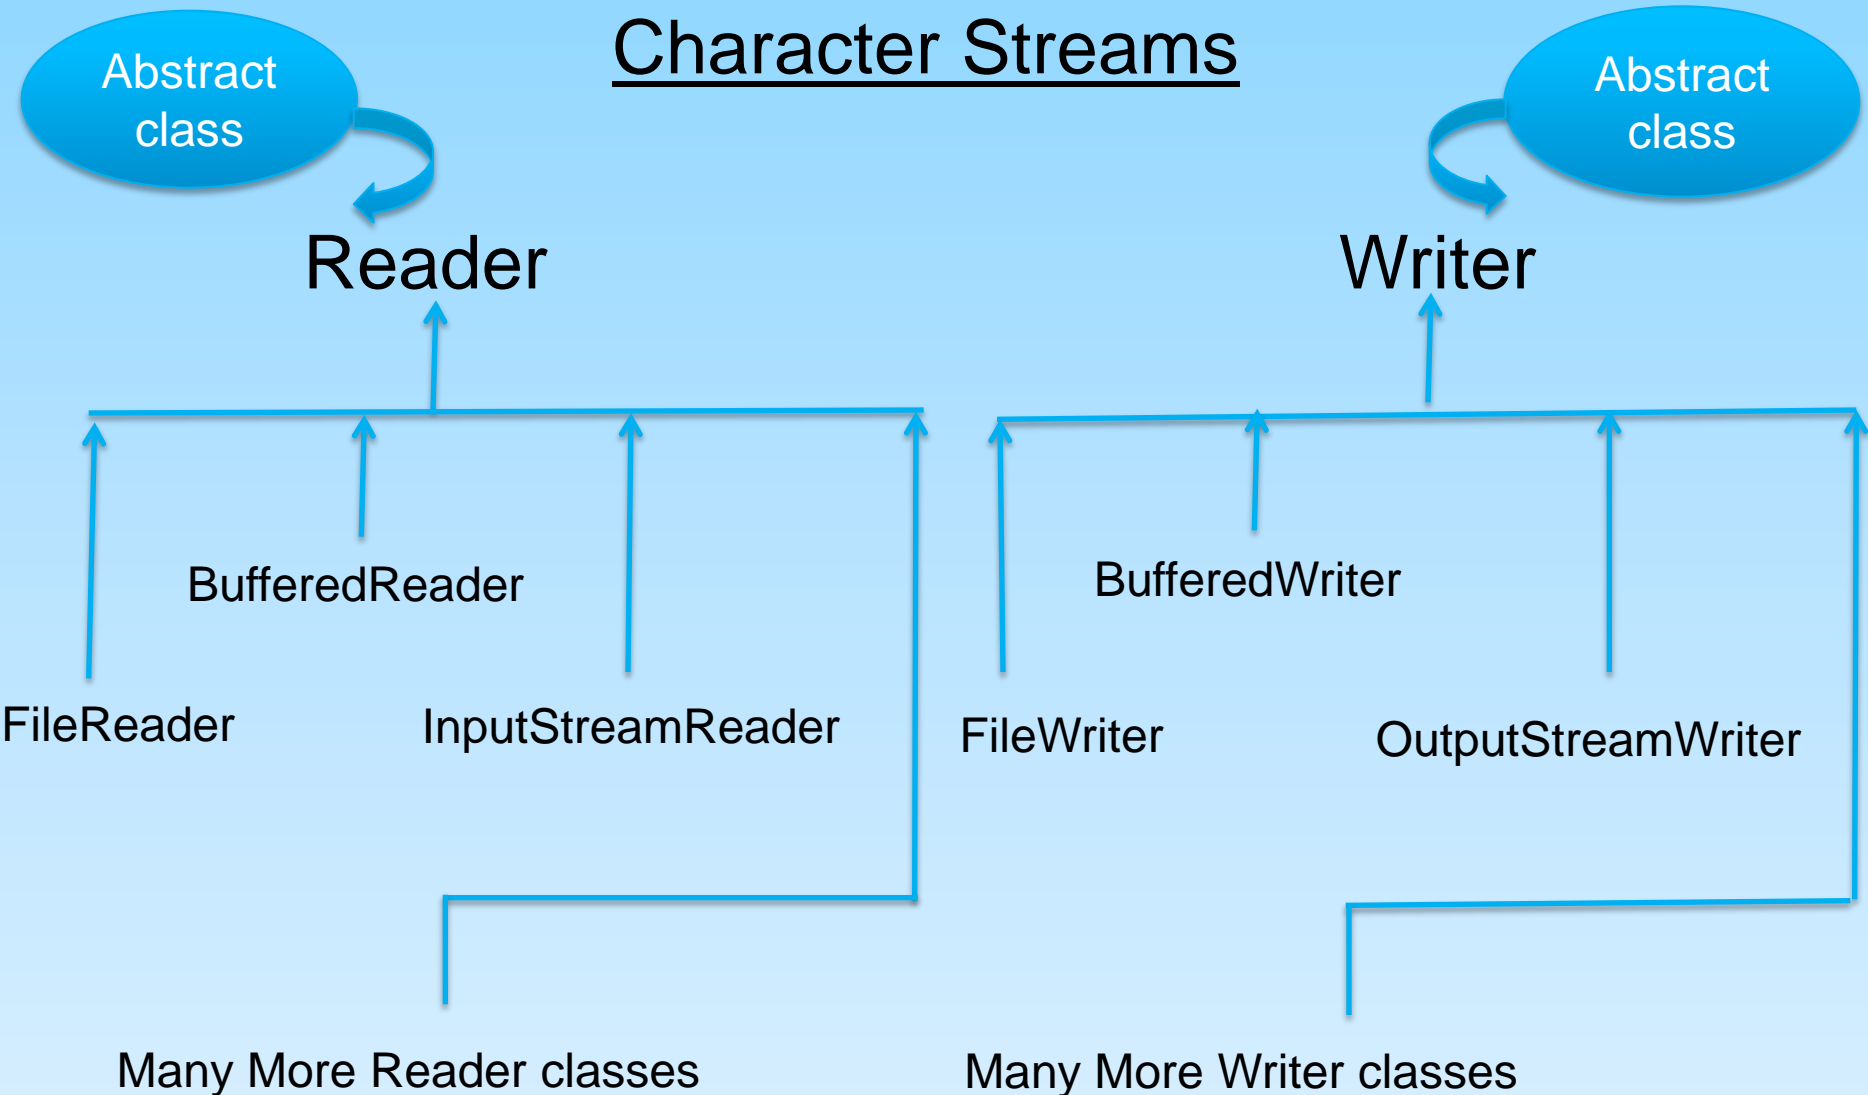 Character Streams
Abstract
class
Abstract
class
Reader
Writer
BufferedReader
BufferedWriter
FileReader
InputStreamReader
FileWriter
OutputStreamWriter
Many More Reader classes
Many More Writer classes